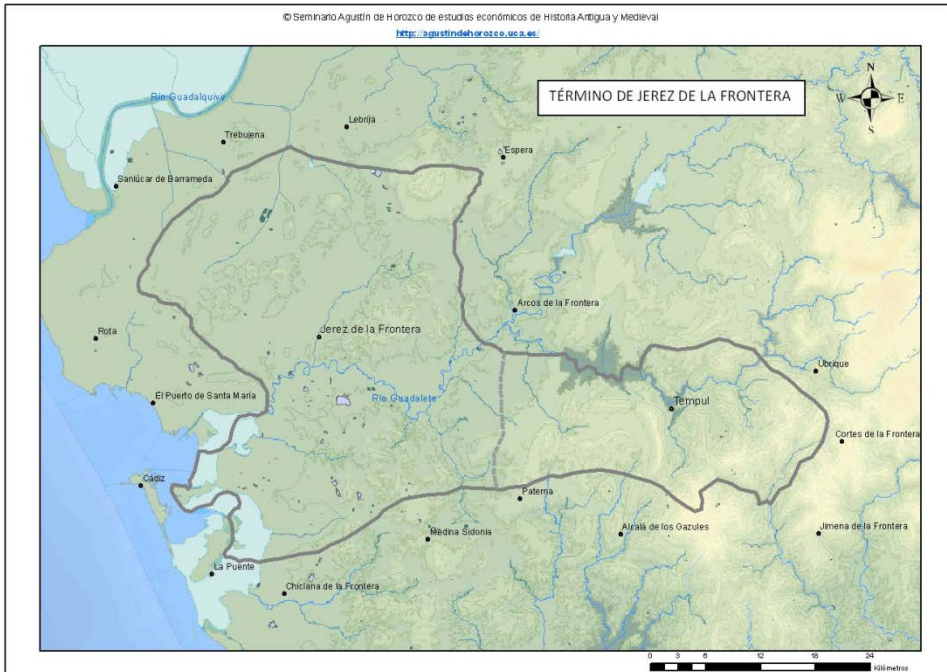 © Seminario Agustín de Horozco de estudios económicos de Historia Antigua y Medieval
http://agustindehorozco.uca.es/
TÉRMINO DE JEREZ DE LA FRONTERA
N
W E
S
Río Guadalquivir
Lebrija
Trebujena
Espera
Sanlúcar de Barrameda
Arcos de la Frontera
Rota
Jerez de la Frontera
Ubrique
El Puerto de Santa María
Río Guadalete
Tempul
Cortes de la Frontera
Cádiz
Paterna
Medina Sidonia
Alcalá de los Gazules
Jimena de la Frontera
La Puente
Chiclana de la Frontera
0 3 6 12 18 24
Kilómetros